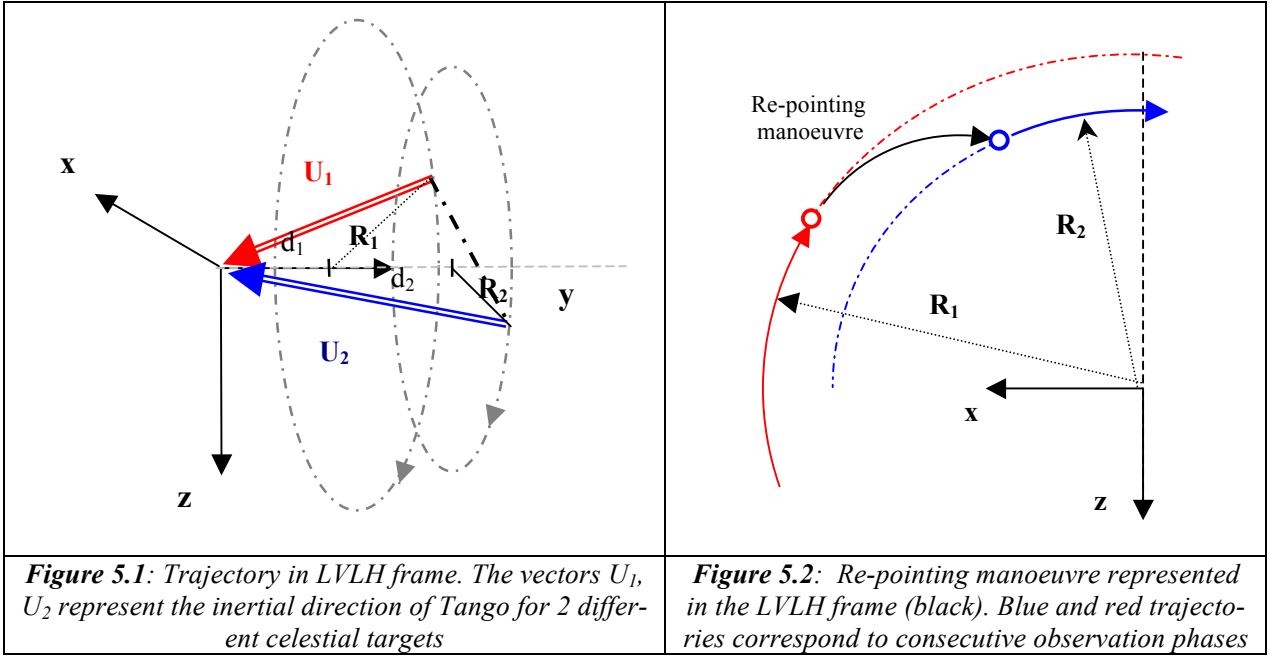 x
U1
R1
d1
d2
R2
y
U2
z
Re-pointing
manoeuvre
R2
R1
x
z
Figure 5.1: Trajectory in LVLH frame. The vectors U1,
U2 represent the inertial direction of Tango for 2 differ-
ent celestial targets
Figure 5.2: Re-pointing manoeuvre represented
in the LVLH frame (black). Blue and red trajecto-
ries correspond to consecutive observation phases